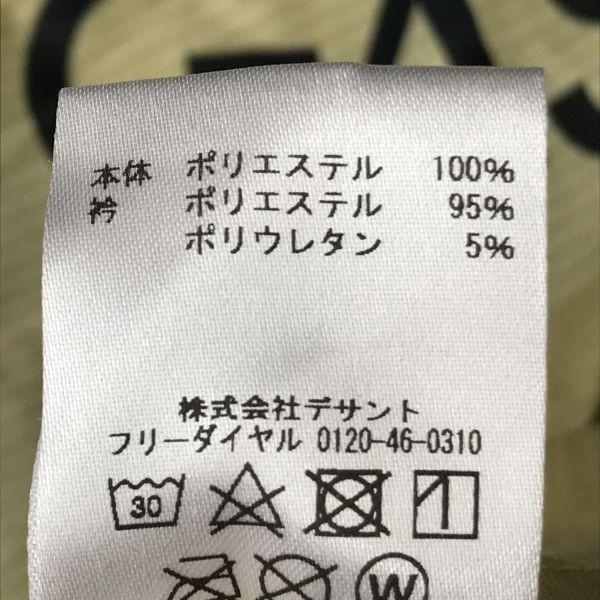 本体 ポリエステル 100%
衿 ポリエステル 95%
ポリウレタン 5%
株式会社デサント
フリーダイヤル 0120-46-0310
30
W